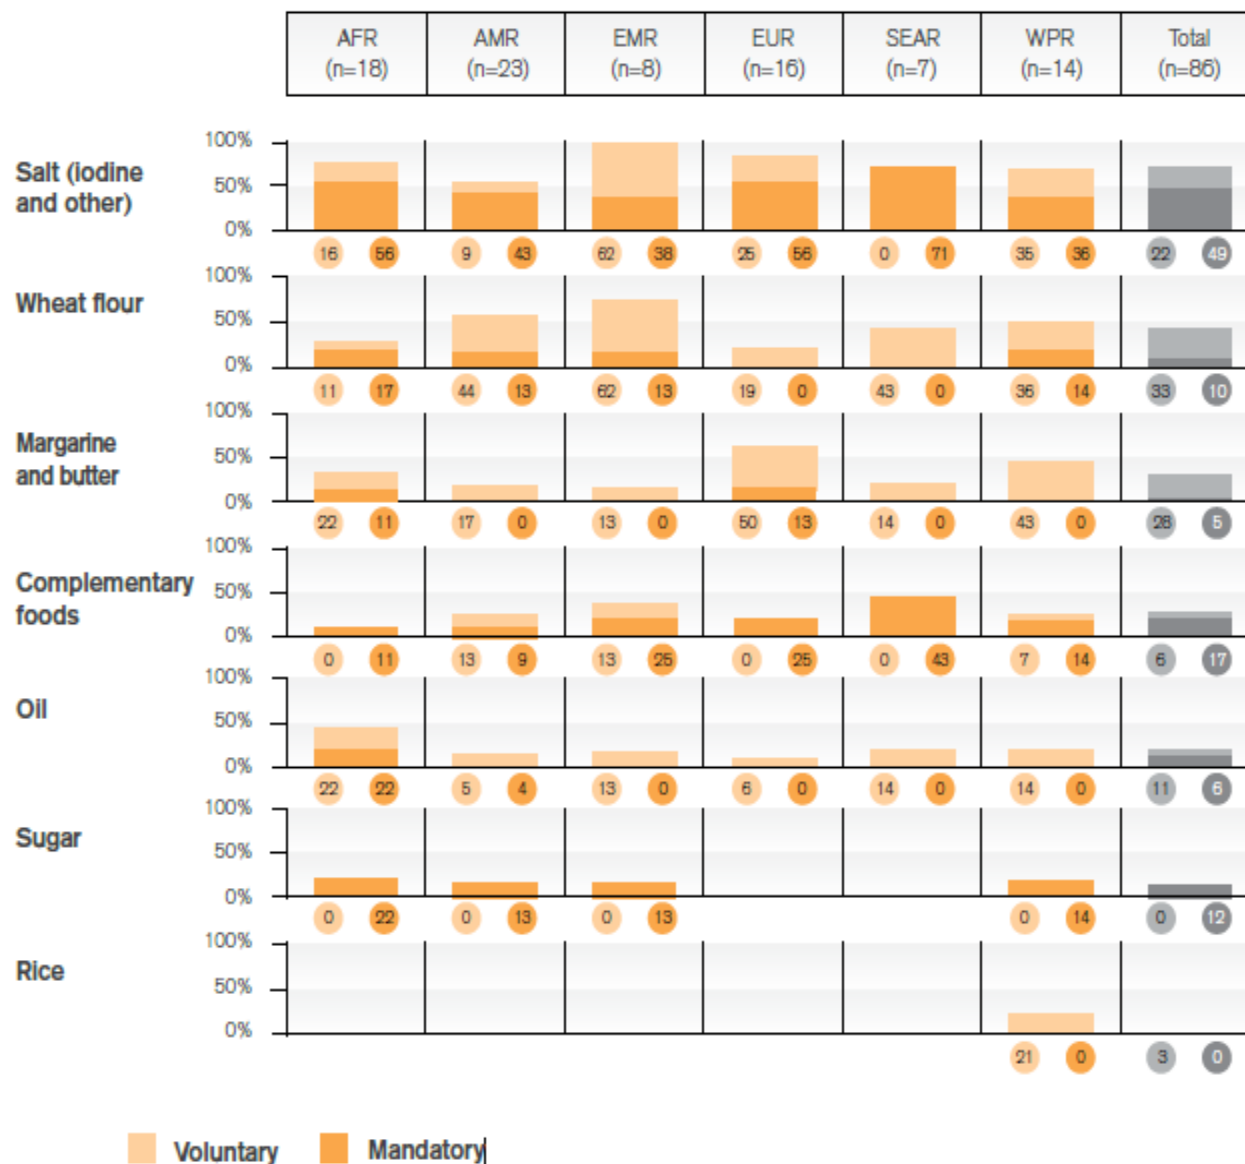 AFR AMR EMR EUR SEAR WPR Total
(n=18) (n=23) (n=8) (n=16) (n=7) (n=14) (n=86)
Salt (iodine
and other)
100%
50%
0%
16 56 9 43 62 38 25 56 0 71 35 36 22 49
Wheat flour
100%
50%
0%
11 17 44 13 62 13 19 0 43 0 36 14 33 10
Margarine
and butter
100%
50%
0%
22 11 17 0 13 0 50 13 14 0 43 0 28 5
Complementary
foods
100%
50%
0%
0 11 13 9 13 25 0 25 0 43 7 14 6 17
Oil
100%
50%
0%
22 22 5 4 13 0 6 0 14 0 14 0 11 6
Sugar
100%
50%
0%
0 22 0 13 0 13 0 14 0 12
Rice
100%
50%
0%
21 0 3 0
Voluntary Mandatory